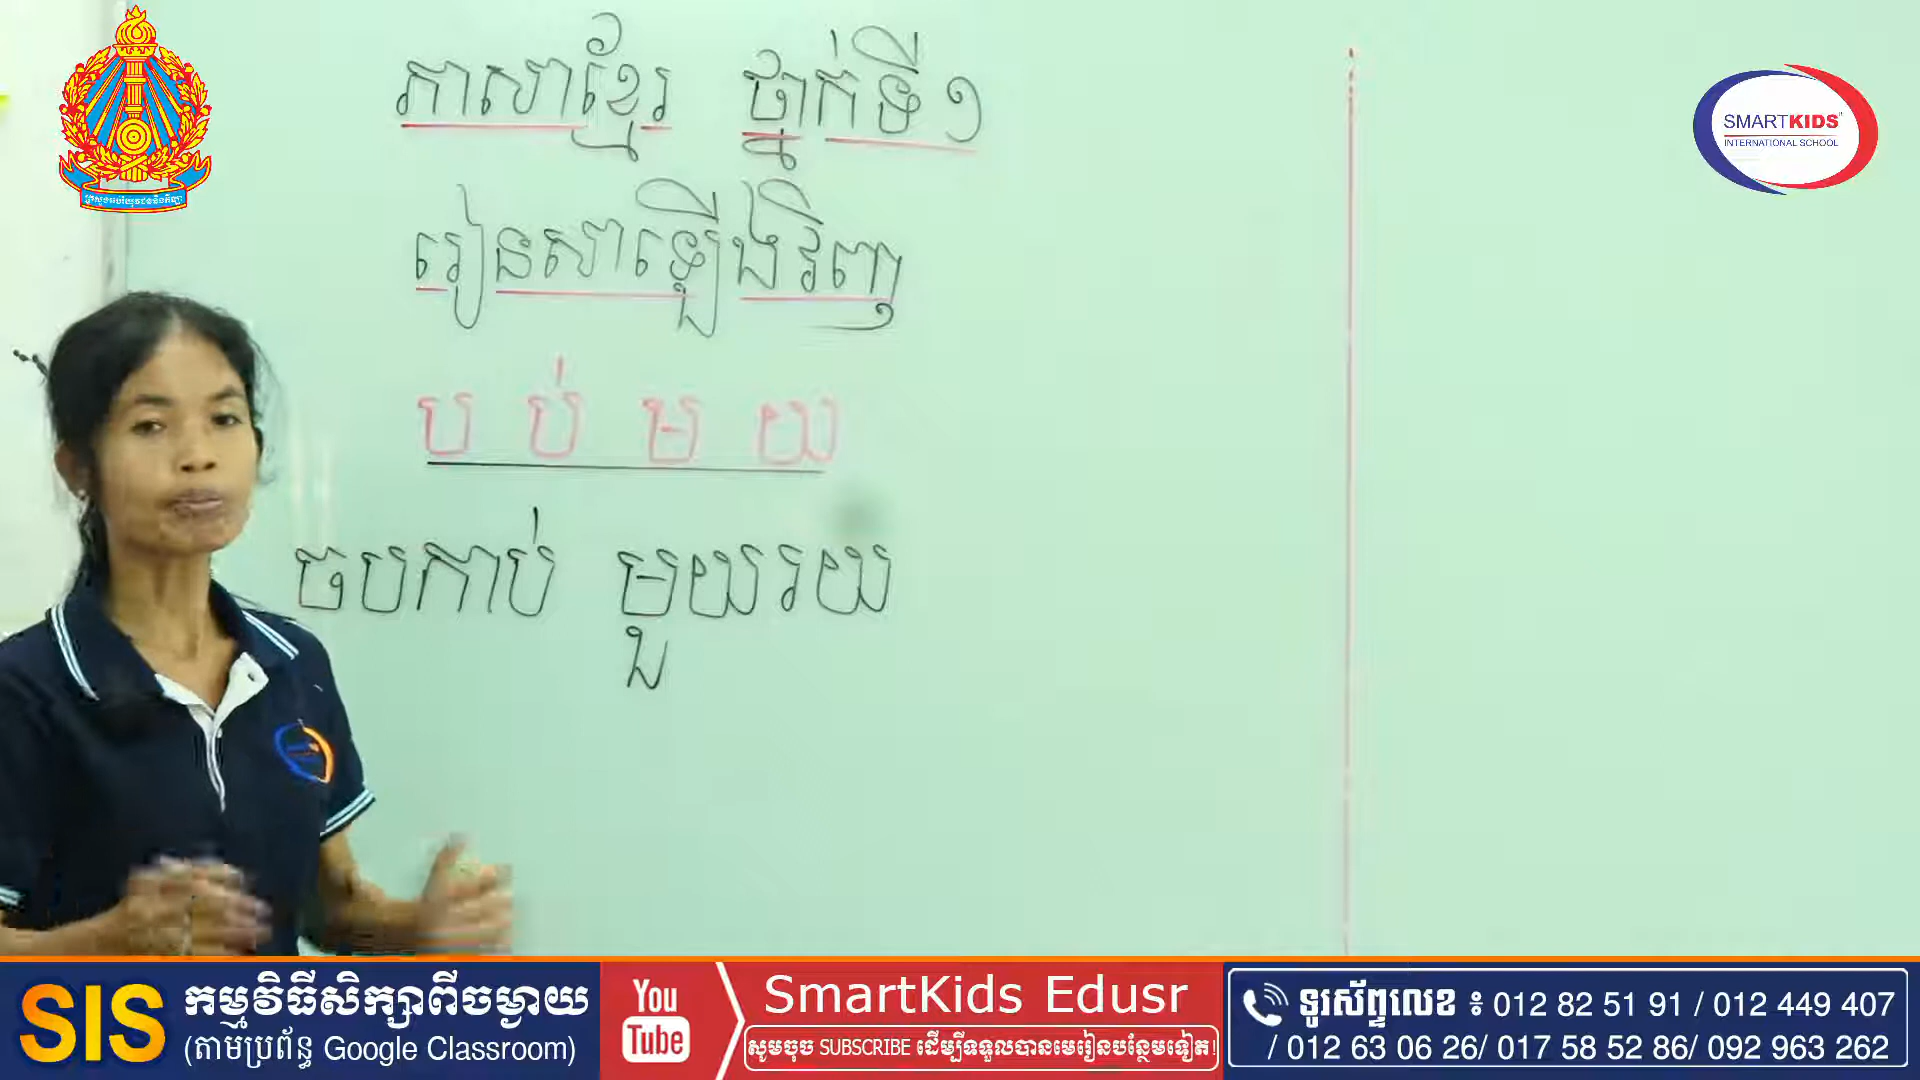 ភាសាខ្មែរ ថ្នាក់ទី១
រៀនសាឡើងវិញ
ប ប់ ម យ
ចបកាប់ មួយរយ
SMARTKIDS
INTERNATIONAL SCHOOL
SIS
កម្មវិធីសិក្សាពីចម្ងាយ
(តាមប្រព័ន្ធ Google Classroom)
You
Tube
SmartKids Edusr
សូមចុច SUBSCRIBE ដើម្បីទទួលបានមេរៀនបន្ថែមទៀត!
ទូរស័ព្ទលេខ ៖ 012 82 51 91 / 012 449 407
/ 012 63 06 26/ 017 58 52 86/ 092 963 262